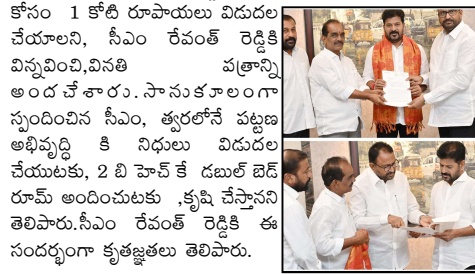 కోసం 1 కోటి రూపాయలు విడుదల
చేయాలని, సీఎం రేవంత్ రెడ్డికి
విన్నవించి,వినతి పత్రాన్ని
అందచేశారు. సానుకూలంగా
స్పందించిన సీఎం, త్వరలోనే పట్టణ
అభివృద్ధి కి నిధులు విడుదల
చేయుటకు, 2 బి హెచ్ కే డబుల్ బెడ్
రూమ్ అందించుటకు ,కృషి చేస్తానని
తెలిపారు.సీఎం రేవంత్ రెడ్డికి ఈ
సందర్భంగా కృతజ్ఞతలు తెలిపారు.